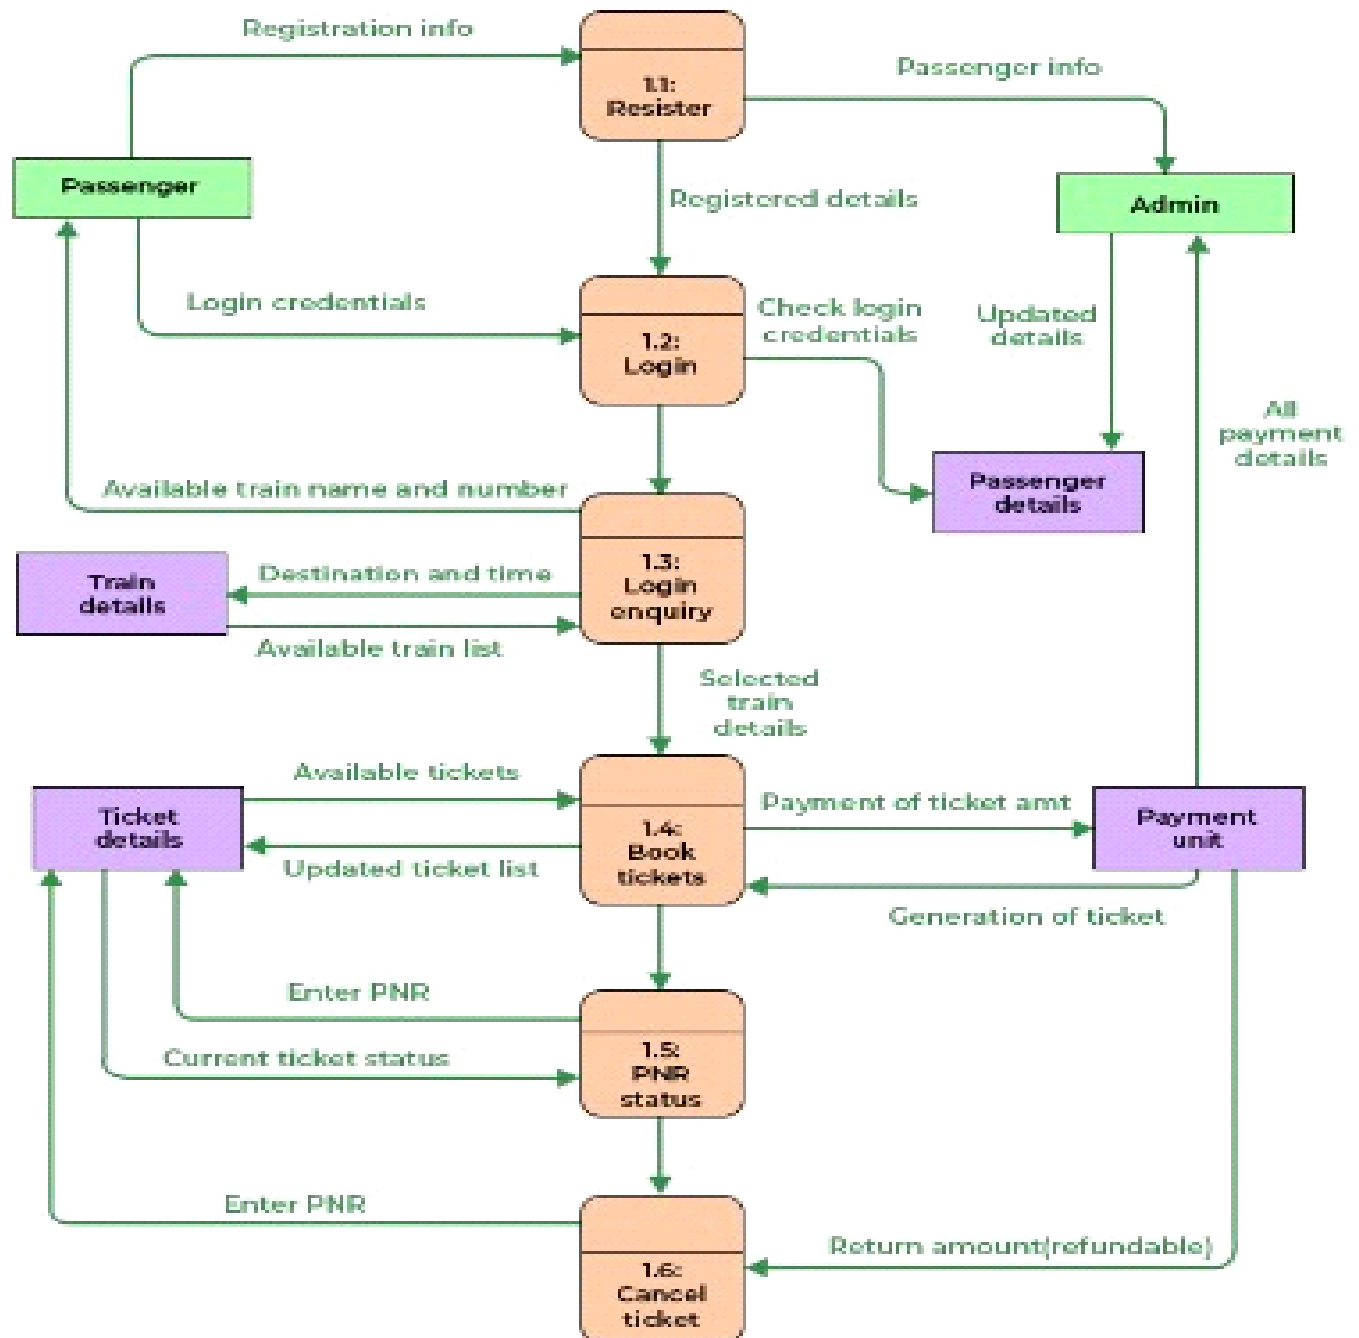 Registration info
1.1:
Resister
Passenger info
Passenger
Registered details
Admin
Login credentials
1.2:
Login
Check login
credentials
Updated
details
All
payment
details
Available train name and number
Passenger
details
Train
details
Destination and time
1.3:
Login
enquiry
Available train list
Selected
train
details
Available tickets
Ticket
details
Updated ticket list
1.4:
Book
tickets
Payment of ticket amt
Payment
unit
Generation of ticket
Enter PNR
Current ticket status
1.5:
PNR
status
Enter PNR
1.6:
Cancel
ticket
Return amount(refundable)